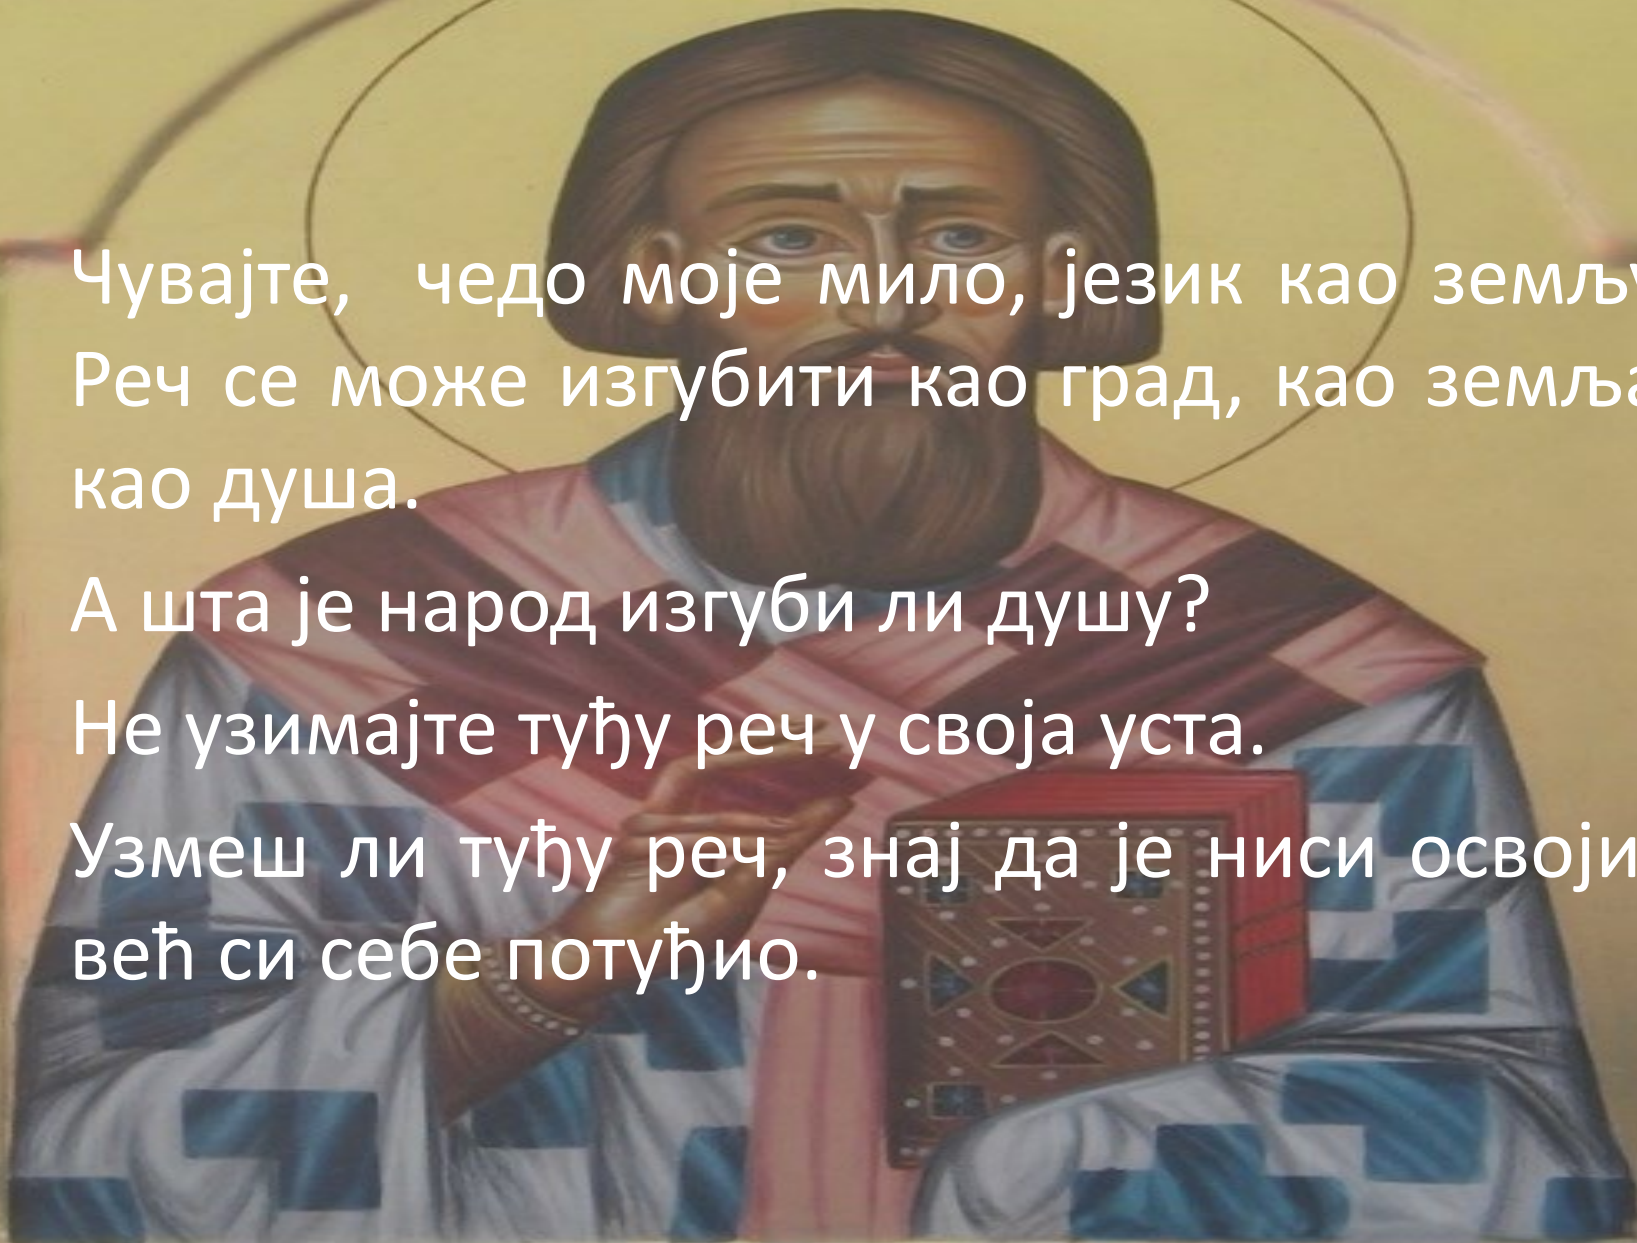 Чувајте, чедо моје мило, језик као земљу
Реч се може изгубити као град, као земља
као душа.
А шта је народ изгуби ли душу?
Не узимајте туђу реч у своја уста.
Узмеш ли туђу реч, знај да је ниси освоји
већ си себе потуђио.